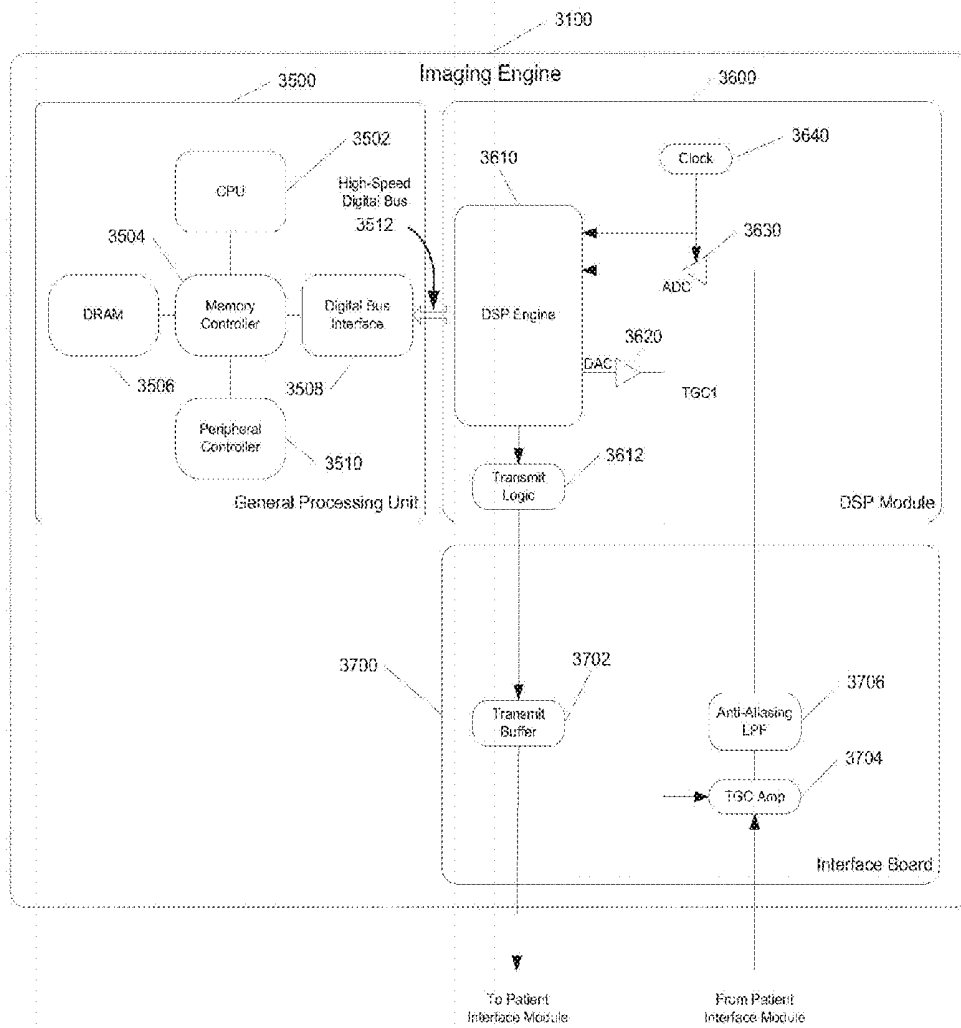 3100
Imaging Engine
3500
3600
3502
3640
Clock
3610
CPU
High-Speed
Digital Bus
3512
3504
3630
ADC
DRAM
Memory
Controller
Digital Bus
Interface
DSP Engine
3620
DAC
3506
3508
TGC1
Peripheral
Controller
3510
3612
Transmit
Logic
General Processing Unit
DSP Module
3700
3702
3706
Transmit
Buffer
Anti-Aliasing
LPF
3704
TGC Amp
Interface Board
To Patient
Interface Module
From Patient
Interface Module